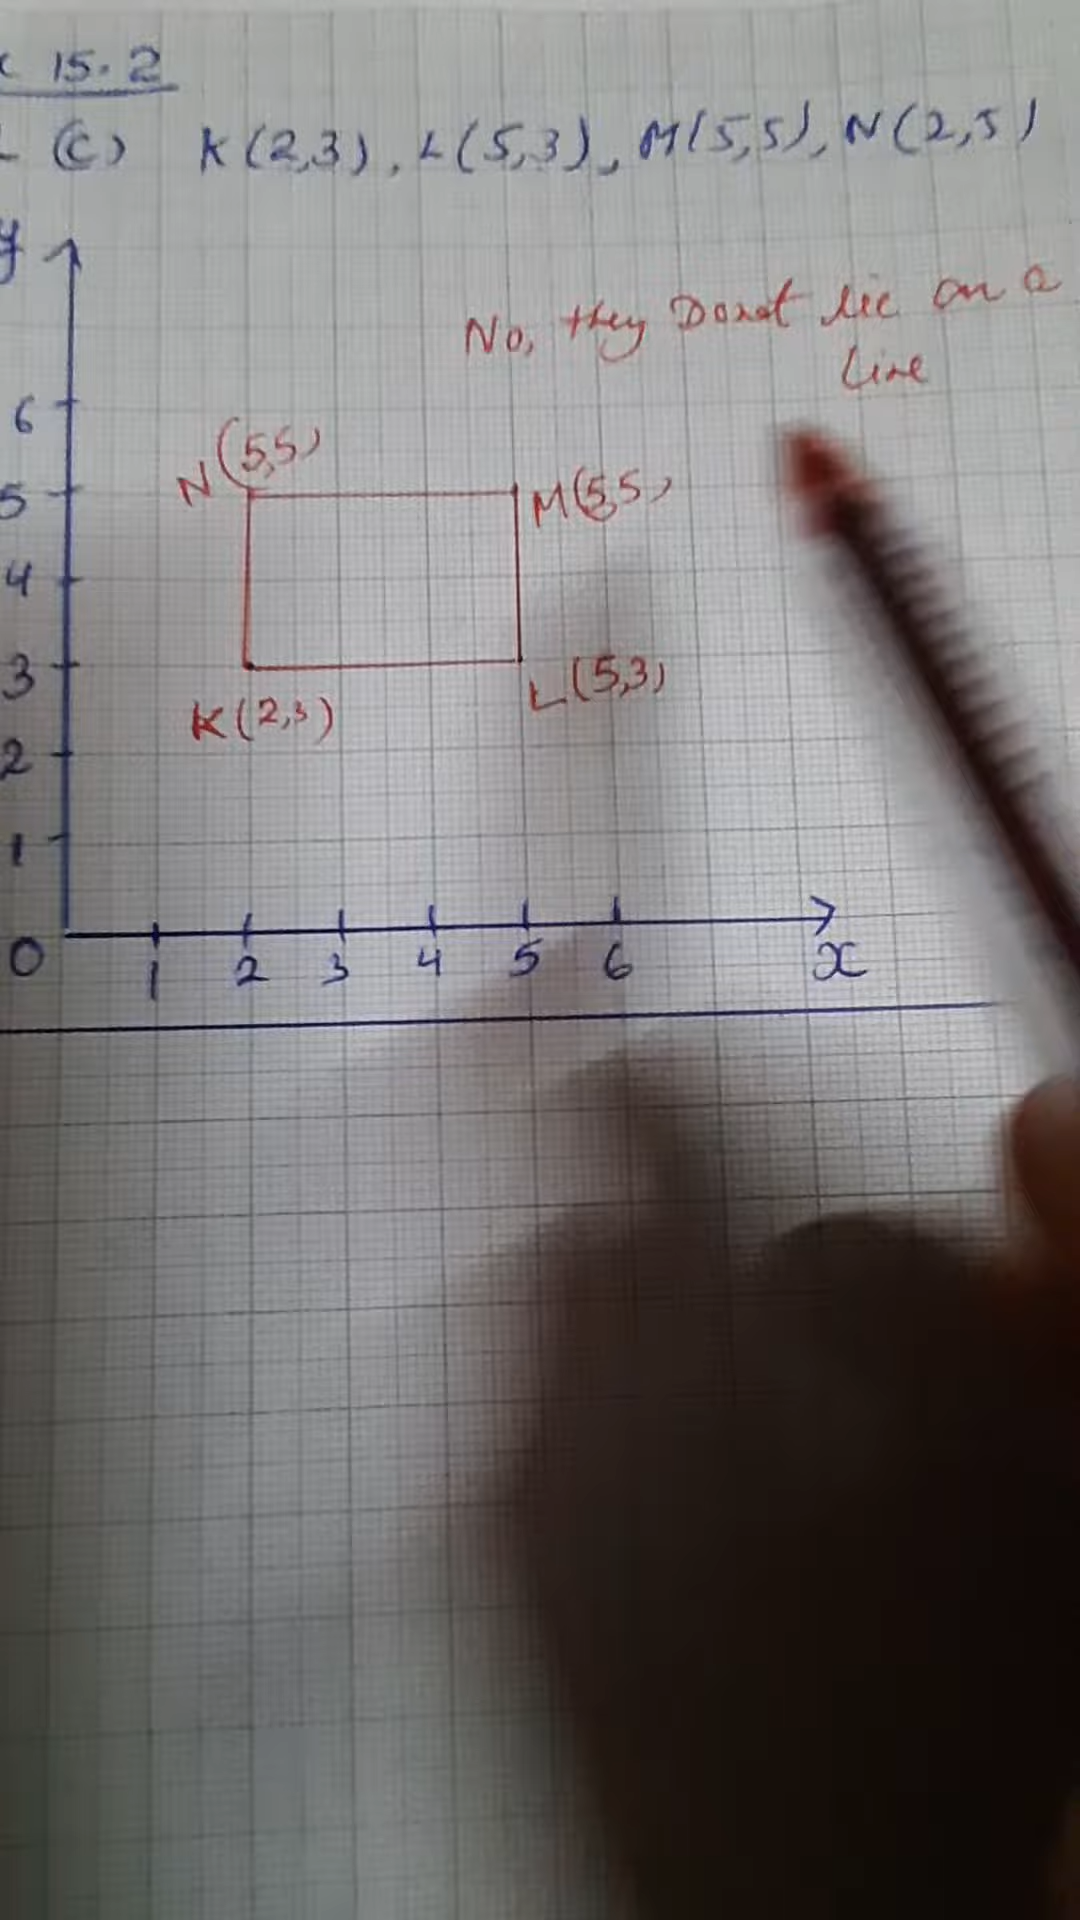 15.2
(c) K(2,3), L(5,3), M(5,5), N(2,5)
y
No, they Donot lie on a
line
6
N(5,5)
5
M(5,5)
4
3
L(5,3)
K(2,3)
2
1
0
1 2 3 4 5 6 x